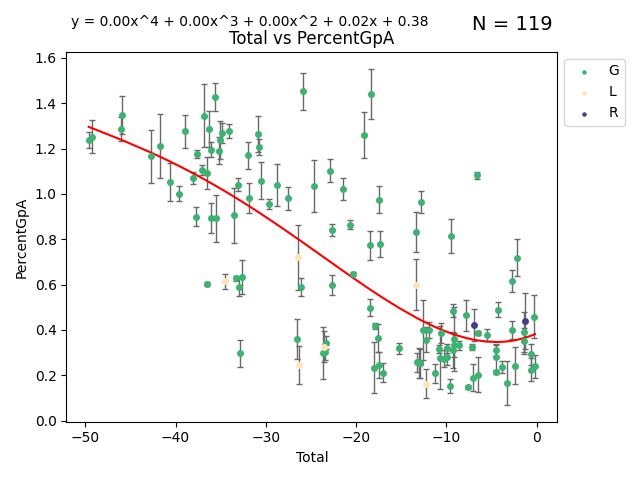 y = 0.00x^4 + 0.00x^3 + 0.00x^2 + 0.02x + 0.38
N = 119
Total vs PercentGpA
G
L
R
PercentGpA
1.6
1.4
1.2
1.0
0.8
0.6
0.4
0.2
0.0
−50
−40
−30
−20
−10
0
Total